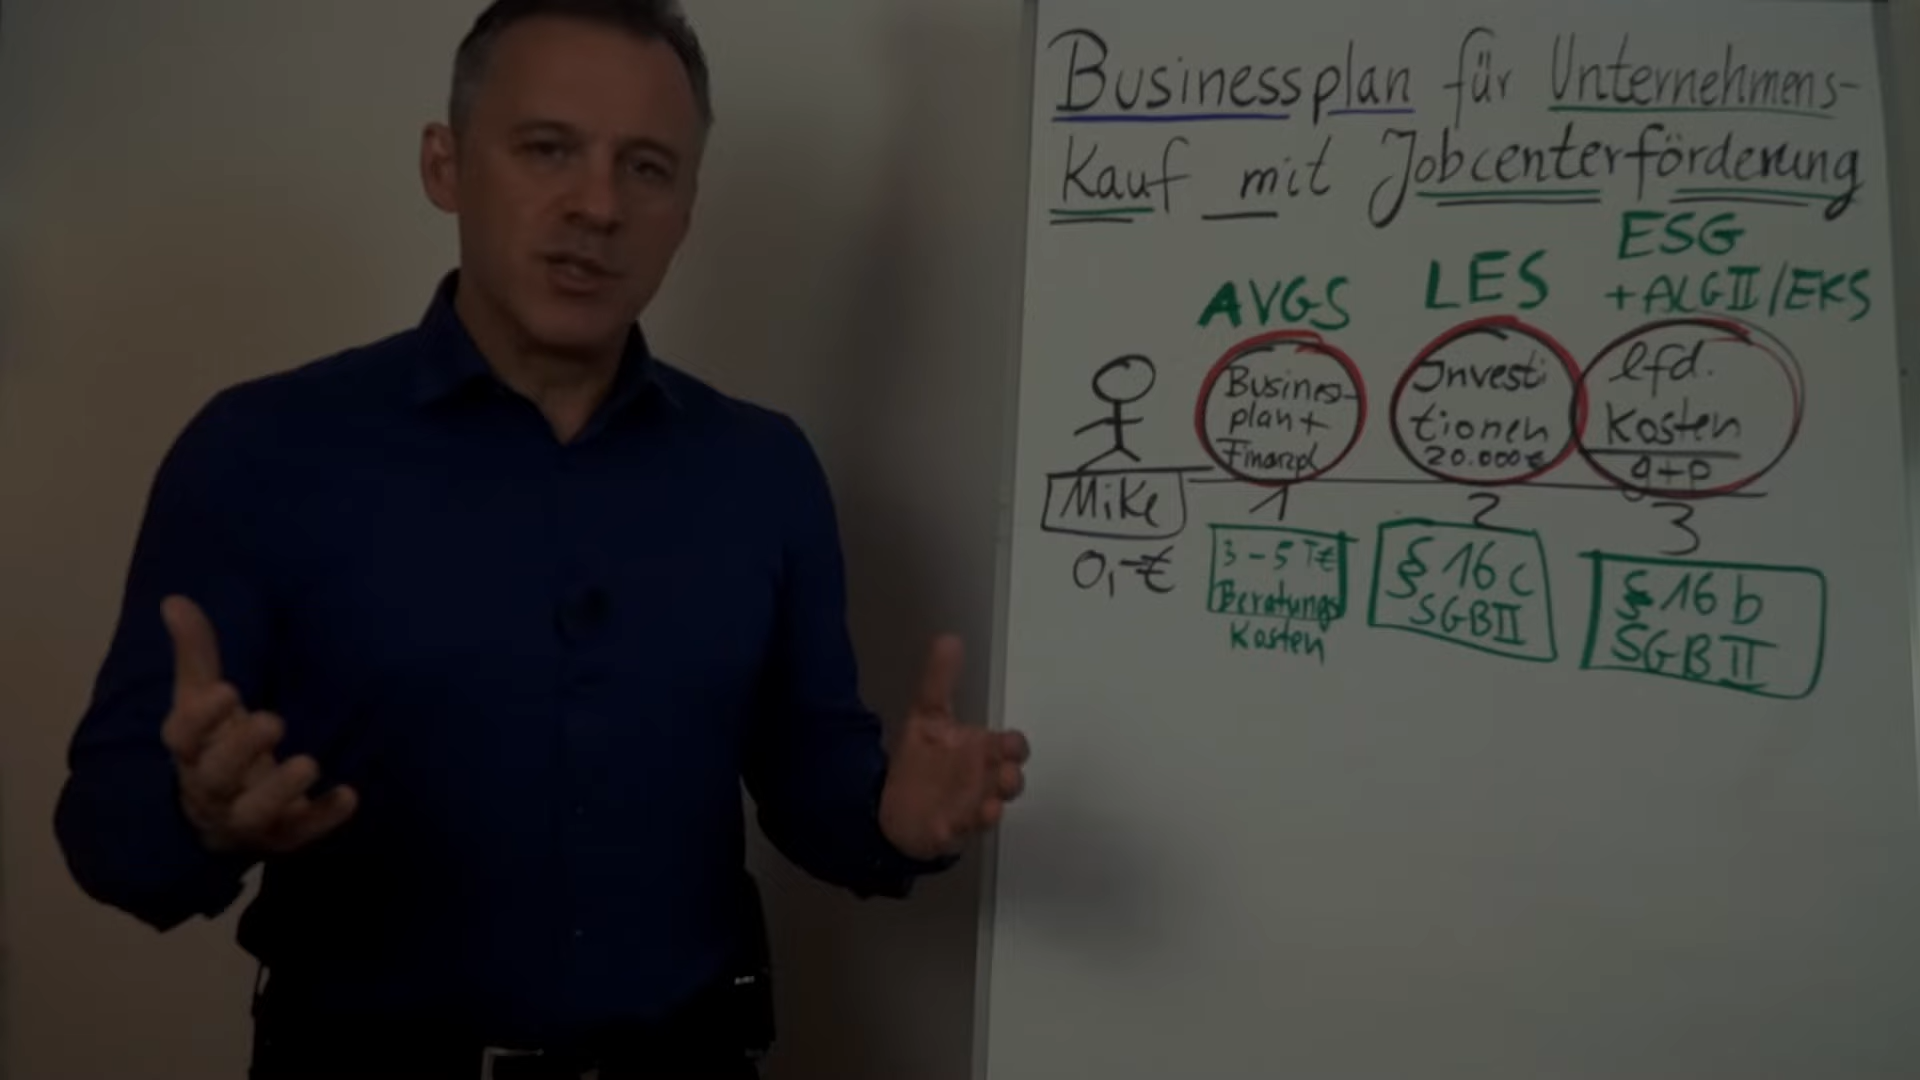 Businessplan für Unternehmens-
Kauf mit Jobcenterförderung
ESG
AVGS LES + ALG II / EKS
Business-
plan +
Finanzpl
Investi
tionen
20.000 €
lfd.
Kosten
g+p
Mike
1 2 3
0,-€
3-5 T€
Beratungs
Kosten
§ 16 c
SGB II
§ 16 b
SGB II